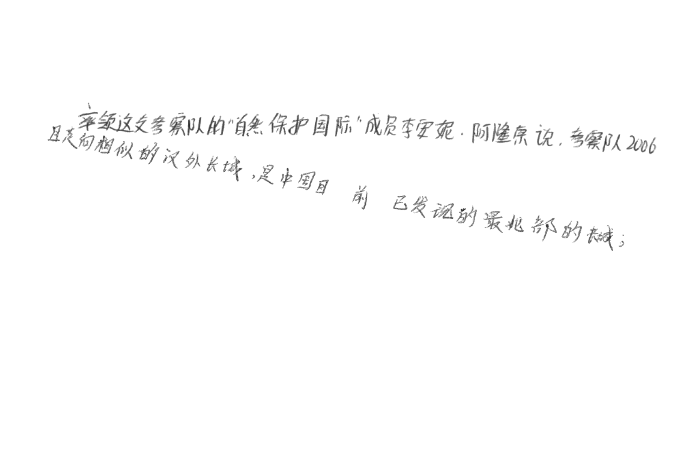 率领这支考察队的“自然保护国际”成员李安妮·阿隆索说，考察队2006
且走向相似的汉外长城，是中国目前已发现的最北部的长城；